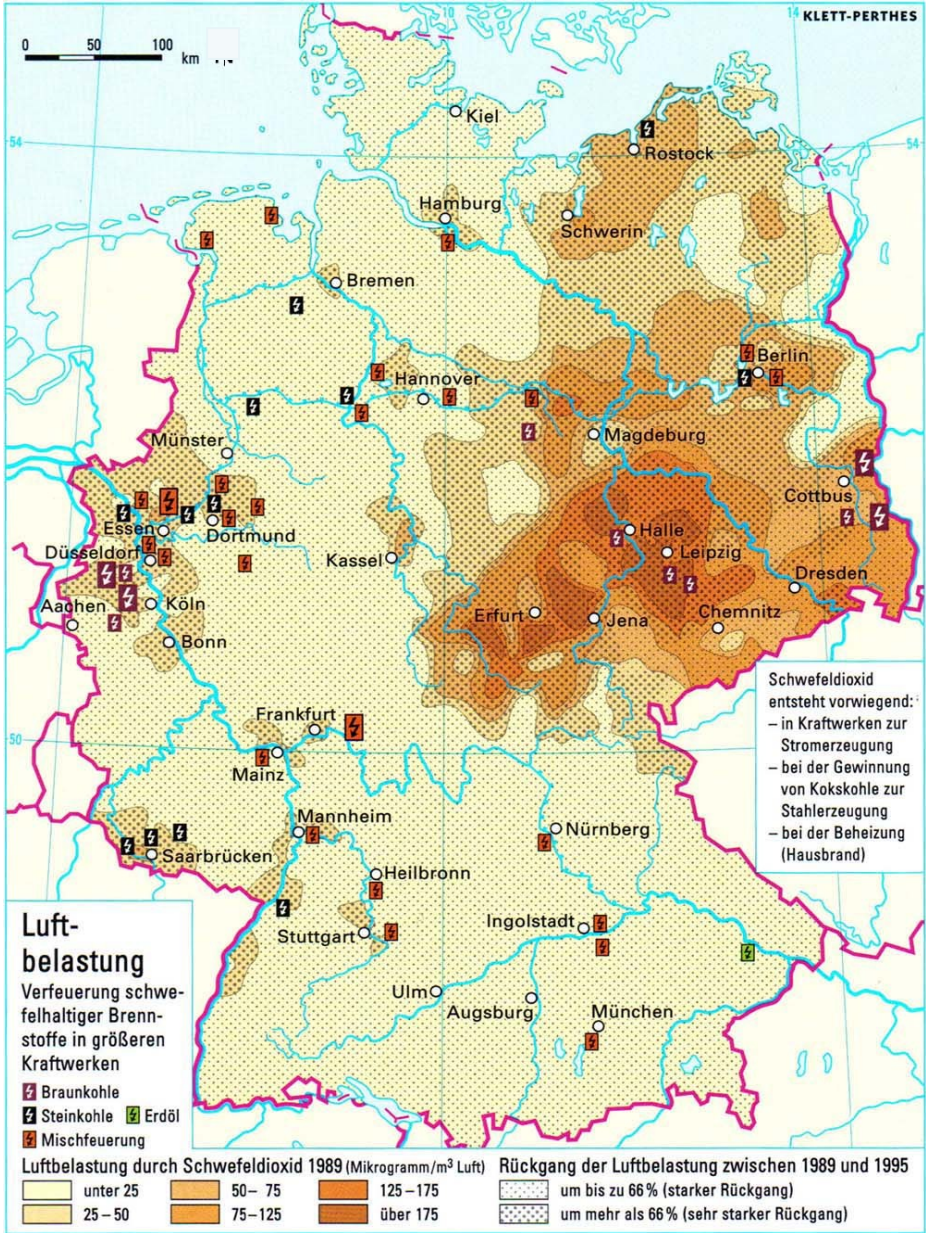 KLETT-PERTHES
0 50 100
km
10
14
54
54
Kiel
Rostock
Hamburg
Schwerin
Bremen
Berlin
Hannover
Magdeburg
Münster
Cottbus
Essen
Dortmund
Halle
Düsseldorf
Kassel
Leipzig
Dresden
Aachen
Köln
Erfurt
Jena
Chemnitz
Bonn
Schwefeldioxid
entsteht vorwiegend:
– in Kraftwerken zur
Stromerzeugung
– bei der Gewinnung
von Kokskohle zur
Stahlerzeugung
– bei der Beheizung
(Hausbrand)
Frankfurt
50
50
Mainz
Mannheim
Nürnberg
Saarbrücken
Heilbronn
Ingolstadt
Stuttgart
Ulm
Augsburg
München
Luft-
belastung
Verfeuerung schwe-
felhaltiger Brenn-
stoffe in größeren
Kraftwerken
Braunkohle
Steinkohle Erdöl
Mischfeuerung
Luftbelastung durch Schwefeldioxid 1989 (Mikrogramm/m³ Luft)
unter 25 50–75 125–175
25–50 75–125 über 175
Rückgang der Luftbelastung zwischen 1989 und 1995
um bis zu 66% (starker Rückgang)
um mehr als 66% (sehr starker Rückgang)